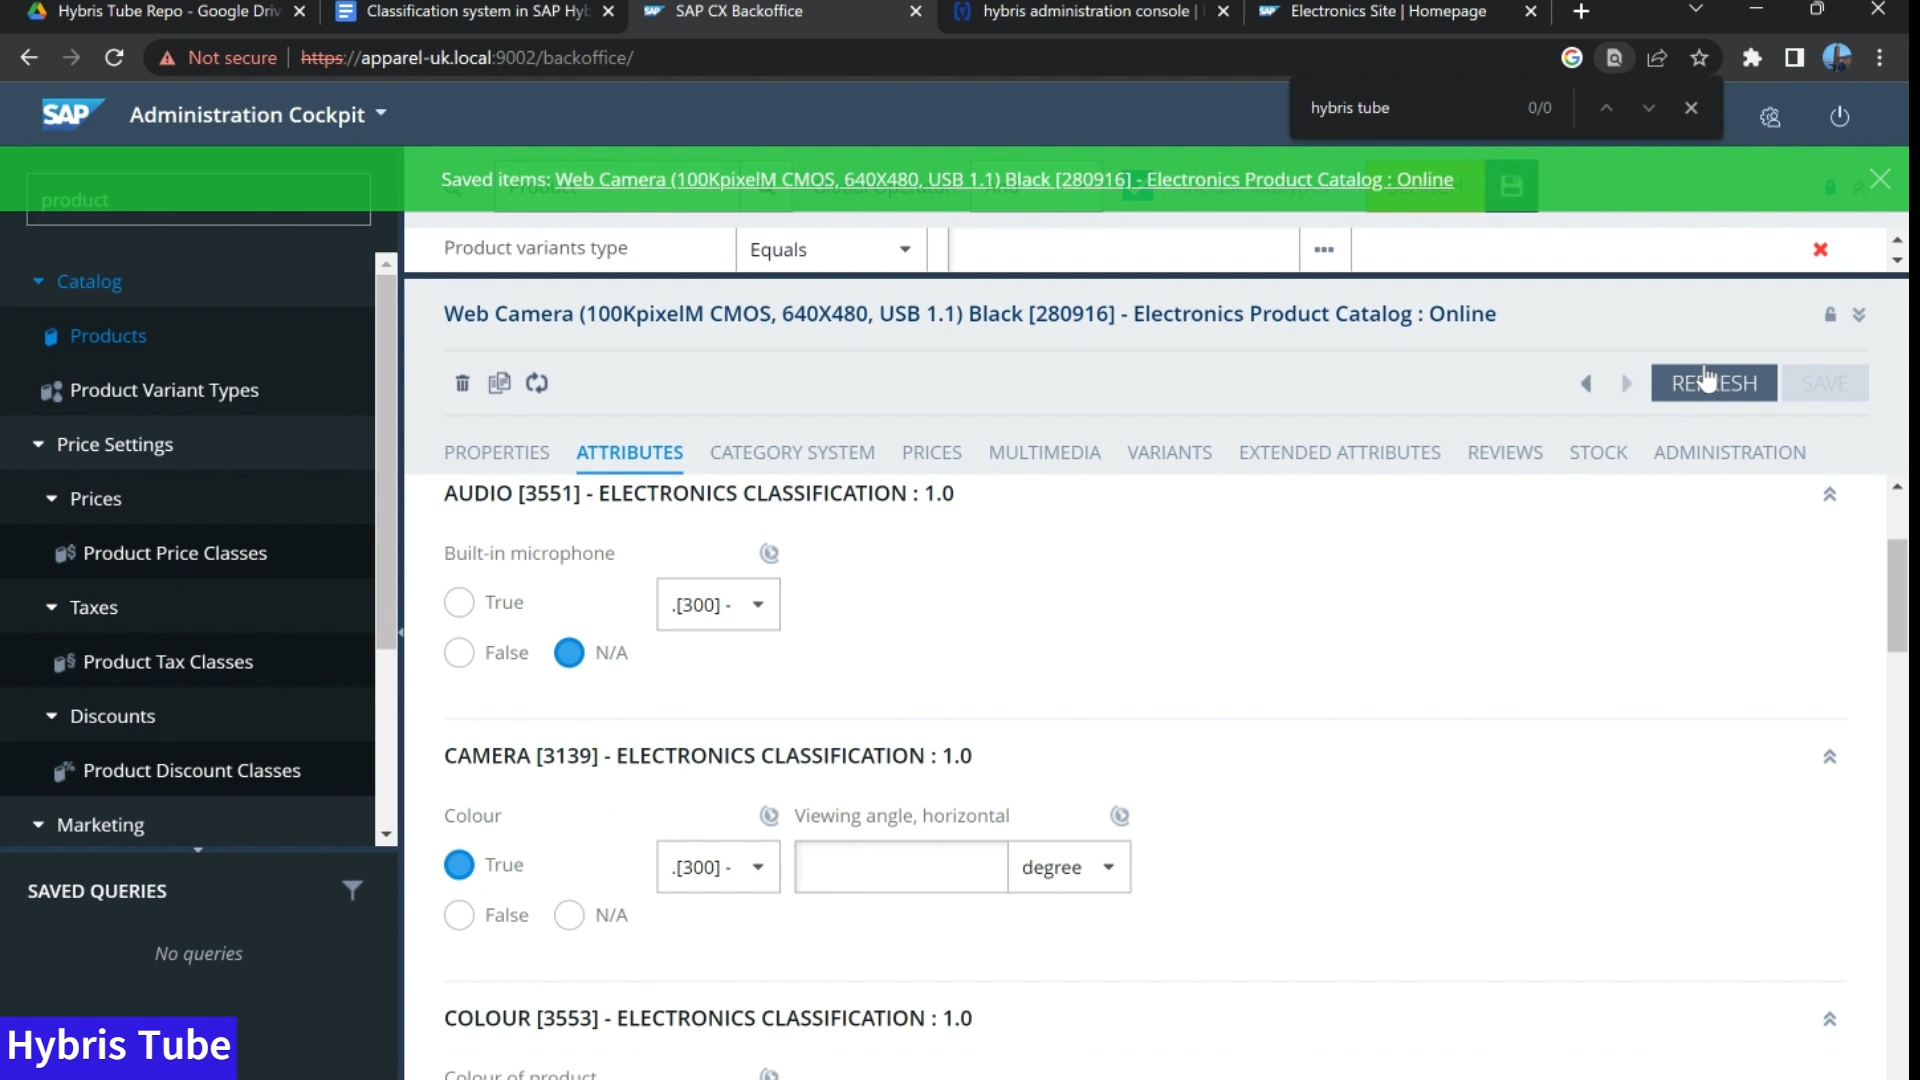 Hybris Tube Repo - Google Driv
Classification system in SAP Hyb
SAP CX Backoffice
hybris administration console |
Electronics Site | Homepage
Not secure
https://apparel-uk.local:9002/backoffice/
SAP
Administration Cockpit
hybris tube
0/0
product
Saved items: Web Camera (100KpixelM CMOS, 640X480, USB 1.1) Black [280916] - Electronics Product Catalog : Online
Product variants type
Equals
Catalog
Products
Product Variant Types
Price Settings
Prices
Product Price Classes
Taxes
Product Tax Classes
Discounts
Product Discount Classes
Marketing
SAVED QUERIES
No queries
Web Camera (100KpixelM CMOS, 640X480, USB 1.1) Black [280916] - Electronics Product Catalog : Online
REFRESH
SAVE
PROPERTIES
ATTRIBUTES
CATEGORY SYSTEM
PRICES
MULTIMEDIA
VARIANTS
EXTENDED ATTRIBUTES
REVIEWS
STOCK
ADMINISTRATION
AUDIO [3551] - ELECTRONICS CLASSIFICATION : 1.0
Built-in microphone
True
.[300] -
False
N/A
CAMERA [3139] - ELECTRONICS CLASSIFICATION : 1.0
Colour
Viewing angle, horizontal
True
.[300] -
degree
False
N/A
COLOUR [3553] - ELECTRONICS CLASSIFICATION : 1.0
Colour of product
Hybris Tube